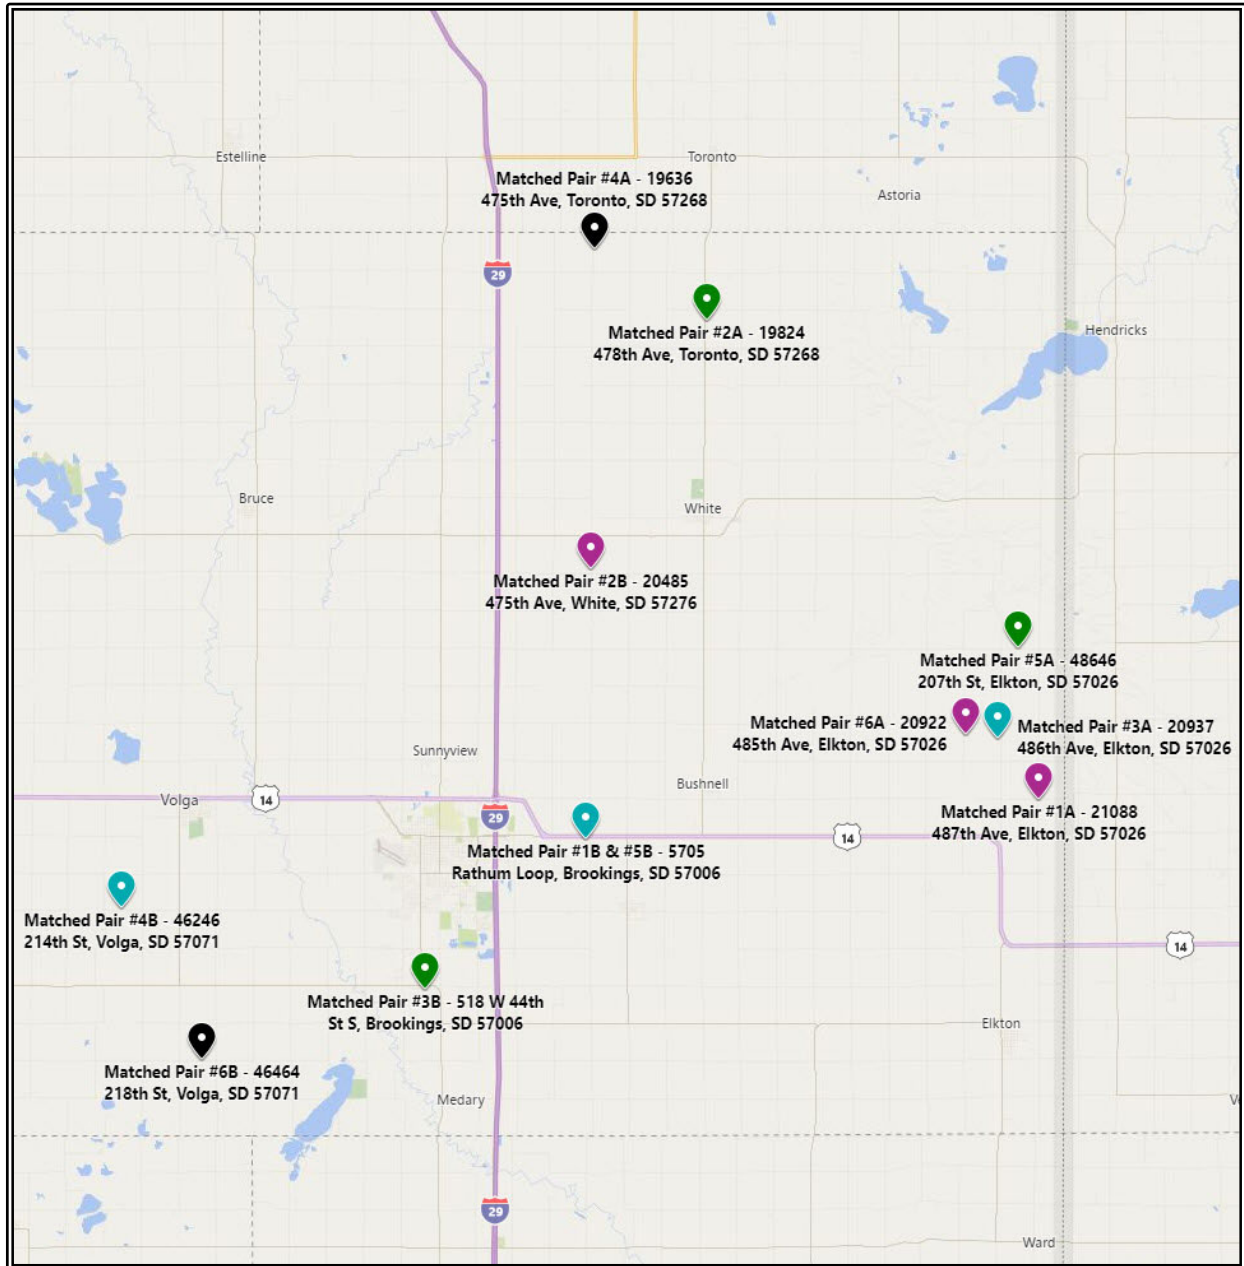 Estelline
Toronto
Matched Pair #4A - 19636
475th Ave, Toronto, SD 57268
Astoria
29
Matched Pair #2A - 19824
478th Ave, Toronto, SD 57268
Hendricks
Bruce
White
Matched Pair #2B - 20485
475th Ave, White, SD 57276
Matched Pair #5A - 48646
207th St, Elkton, SD 57026
Matched Pair #6A - 20922
485th Ave, Elkton, SD 57026
Matched Pair #3A - 20937
486th Ave, Elkton, SD 57026
Sunnyview
Bushnell
Volga
14
29
Matched Pair #1A - 21088
487th Ave, Elkton, SD 57026
14
Matched Pair #1B & #5B - 5705
Rathum Loop, Brookings, SD 57006
Matched Pair #4B - 46246
214th St, Volga, SD 57071
14
Matched Pair #3B - 518 W 44th
St S, Brookings, SD 57006
Elkton
Matched Pair #6B - 46464
218th St, Volga, SD 57071
Medary
29
Ward